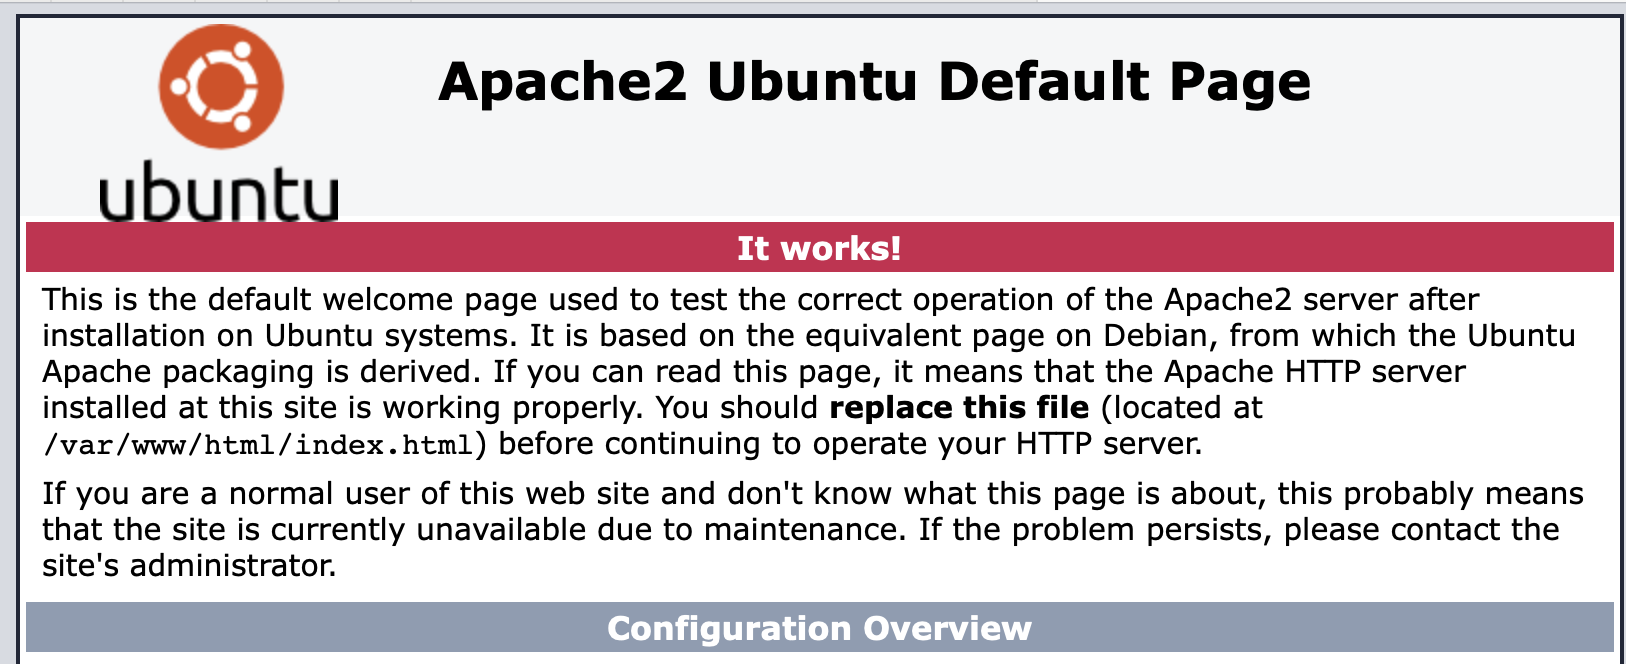 ubuntu
Apache2 Ubuntu Default Page
It works!
This is the default welcome page used to test the correct operation of the Apache2 server after
installation on Ubuntu systems. It is based on the equivalent page on Debian, from which the Ubuntu
Apache packaging is derived. If you can read this page, it means that the Apache HTTP server
installed at this site is working properly. You should replace this file (located at
/var/www/html/index.html) before continuing to operate your HTTP server.
If you are a normal user of this web site and don't know what this page is about, this probably means
that the site is currently unavailable due to maintenance. If the problem persists, please contact the
site's administrator.
Configuration Overview